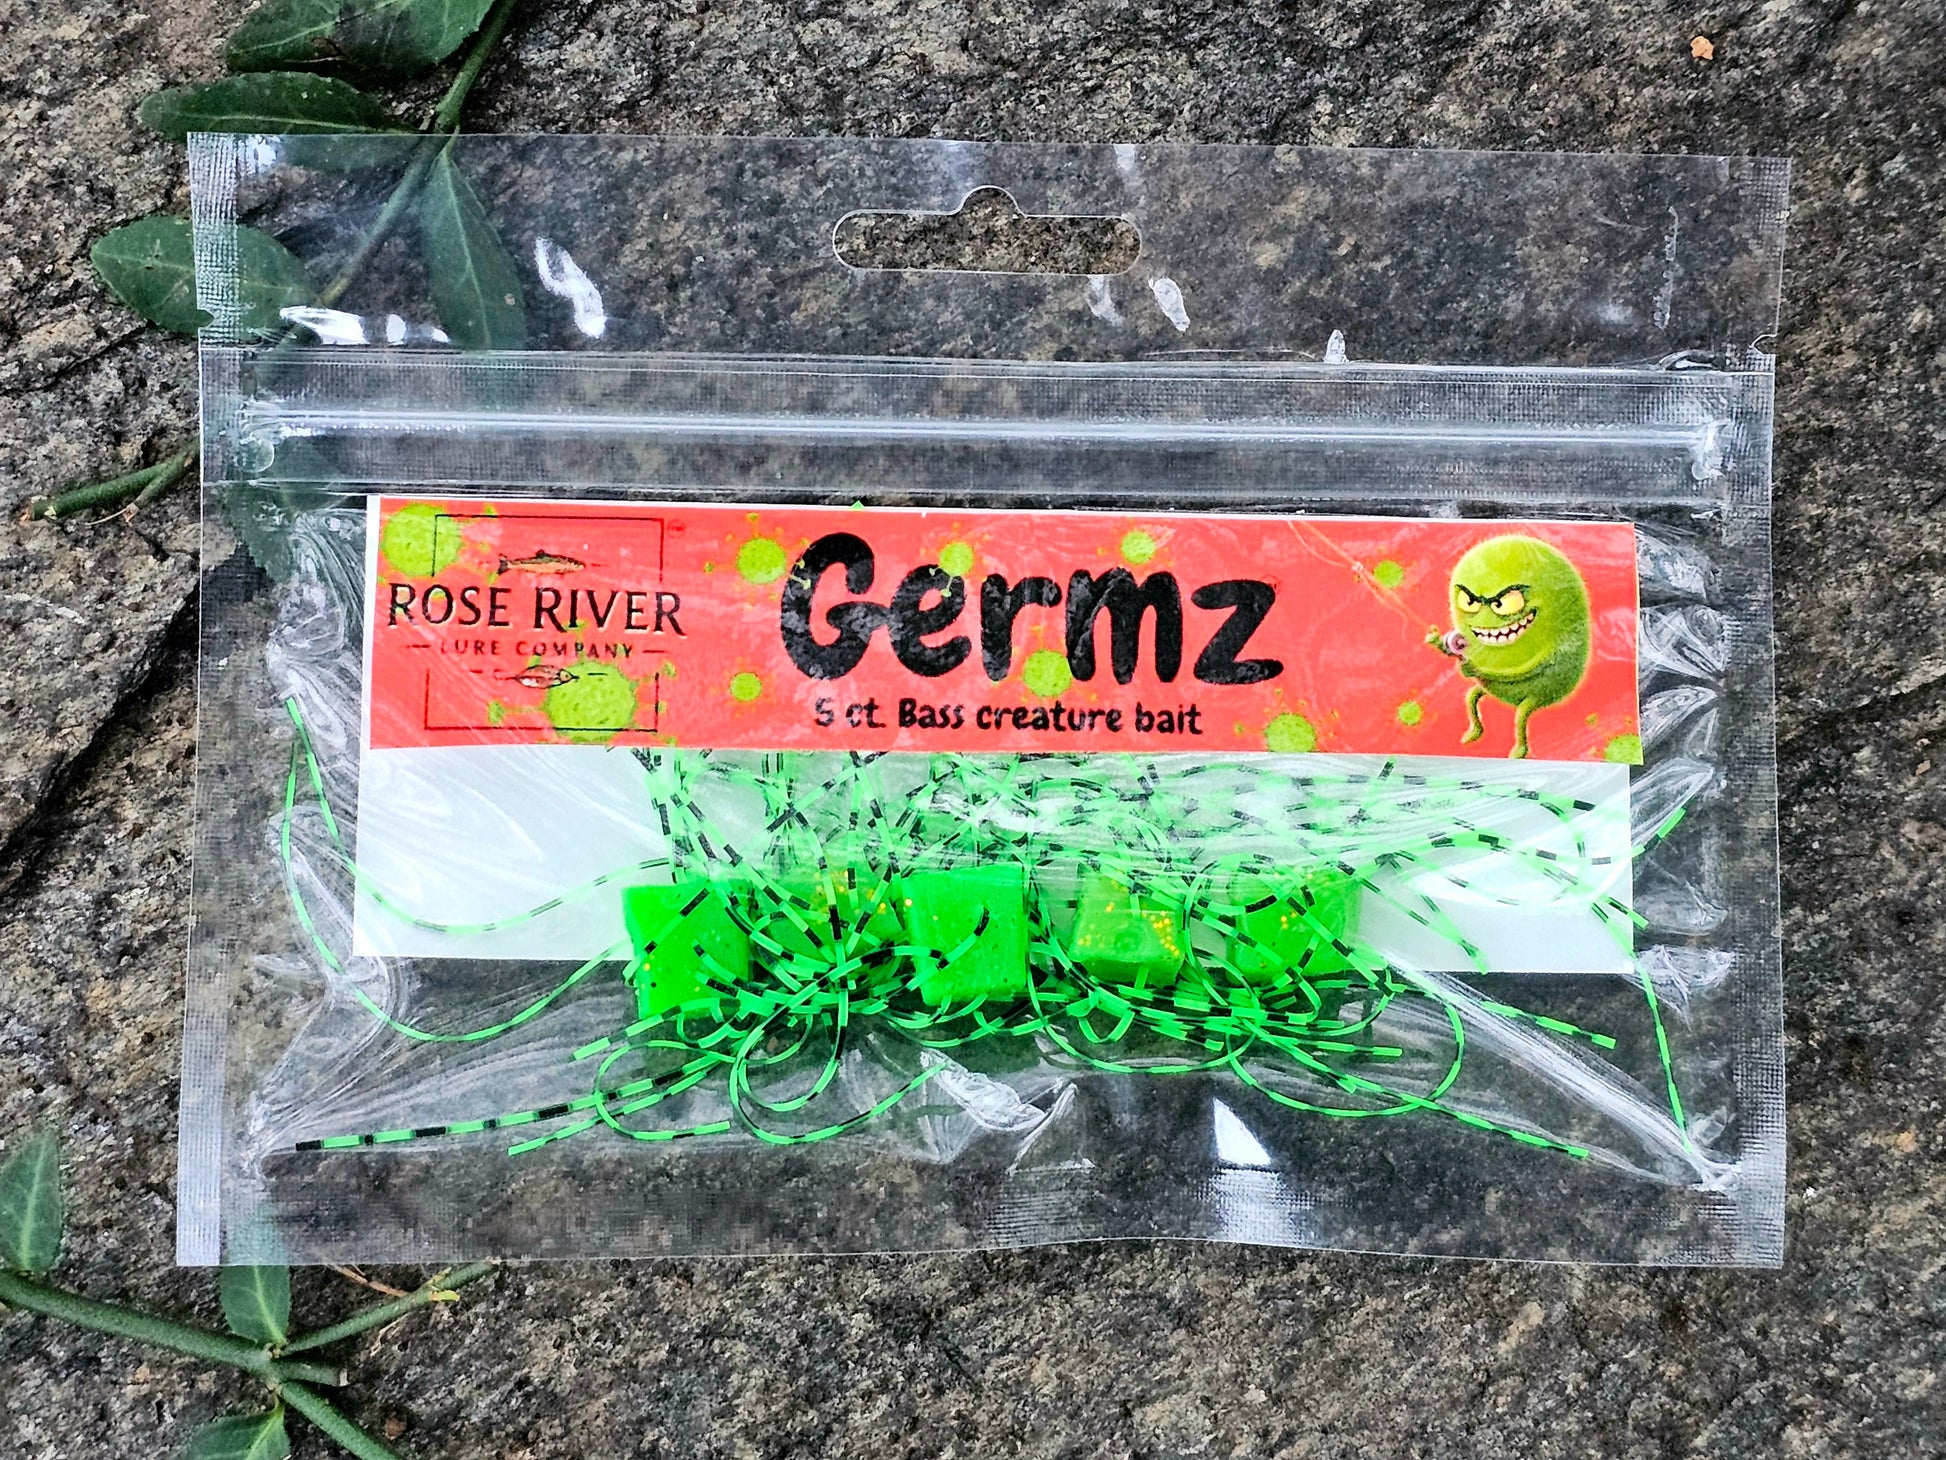 ROSE RIVER
LURE COMPANY
Germz
5 ct. Bass creature bait